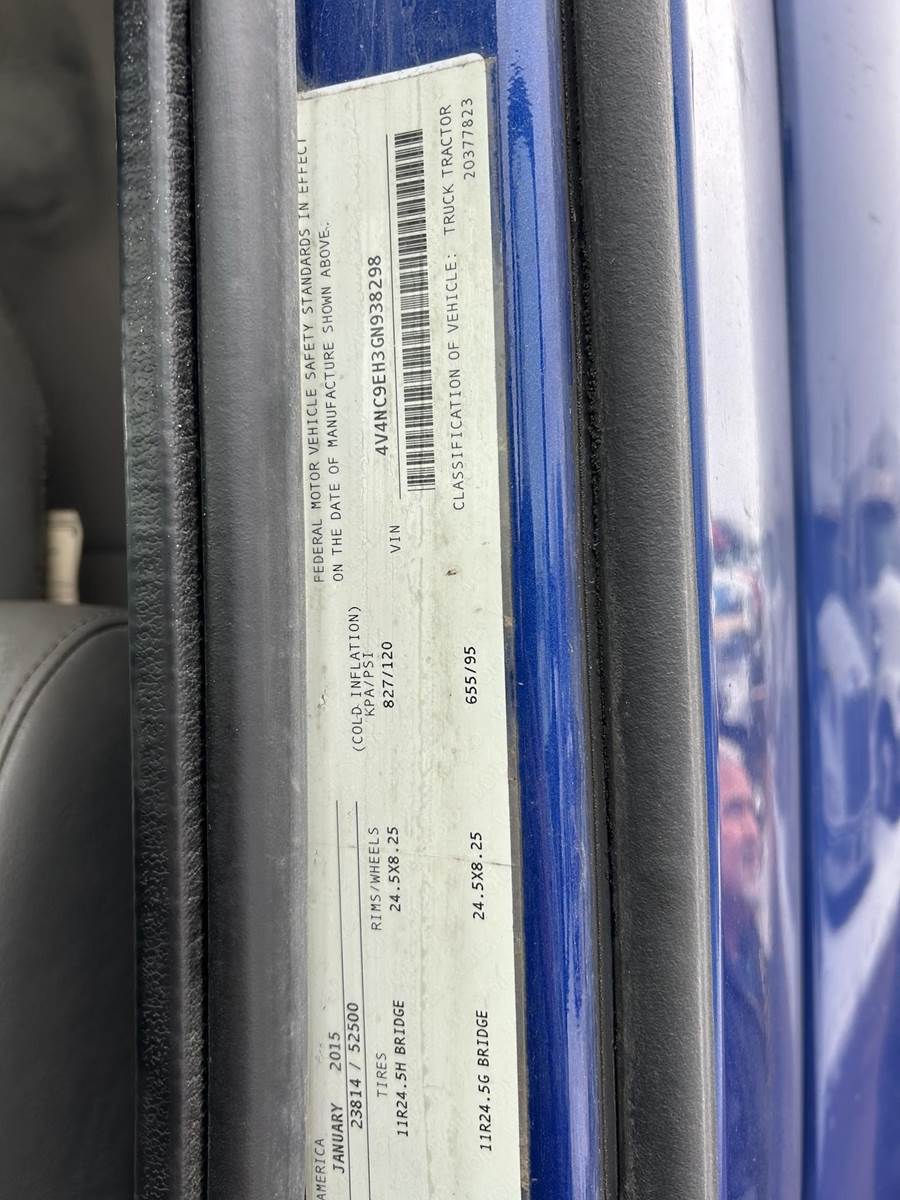 AMERICA
JANUARY 2015
23814 / 52500
FEDERAL MOTOR VEHICLE SAFETY STANDARDS IN EFFECT
ON THE DATE OF MANUFACTURE SHOWN ABOVE.
TIRES RIMS/WHEELS (COLD INFLATION) KPA/PSI
11R24.5H BRIDGE 24.5X8.25 827/120
VIN 4V4NC9EH3GN938298
11R24.5G BRIDGE 24.5X8.25 655/95
CLASSIFICATION OF VEHICLE: TRUCK TRACTOR
20377823